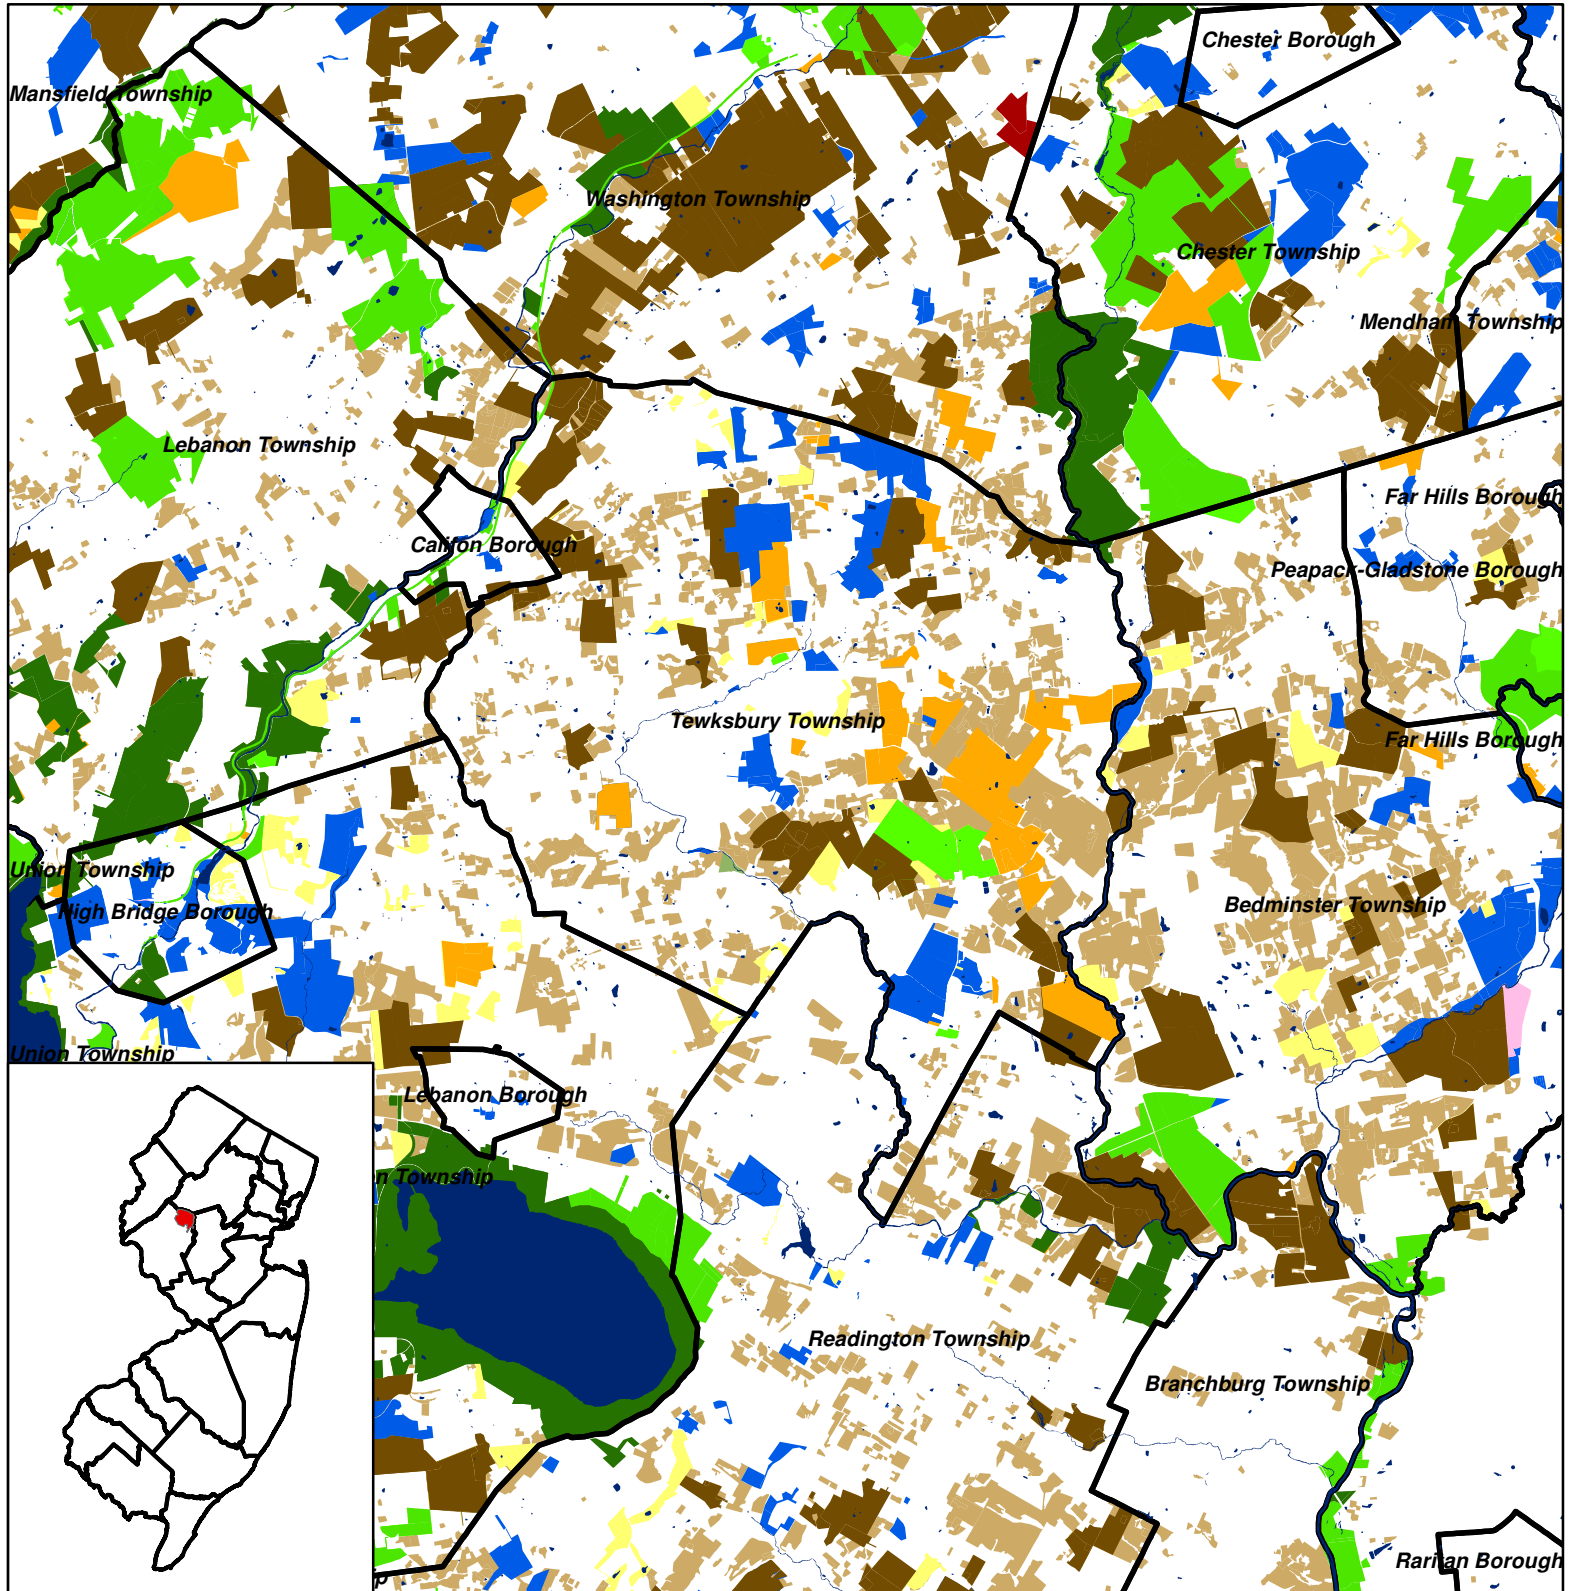 Chester Borough
Mansfield Township
Washington Township
Chester Township
Mendham Township
Lebanon Township
Far Hills Borough
Califon Borough
Peapack-Gladstone Borough
Tewksbury Township
Far Hills Borough
Union Township
High Bridge Borough
Bedminster Township
Union Township
Lebanon Borough
n Township
Readington Township
Branchburg Township
Raritan Borough
p